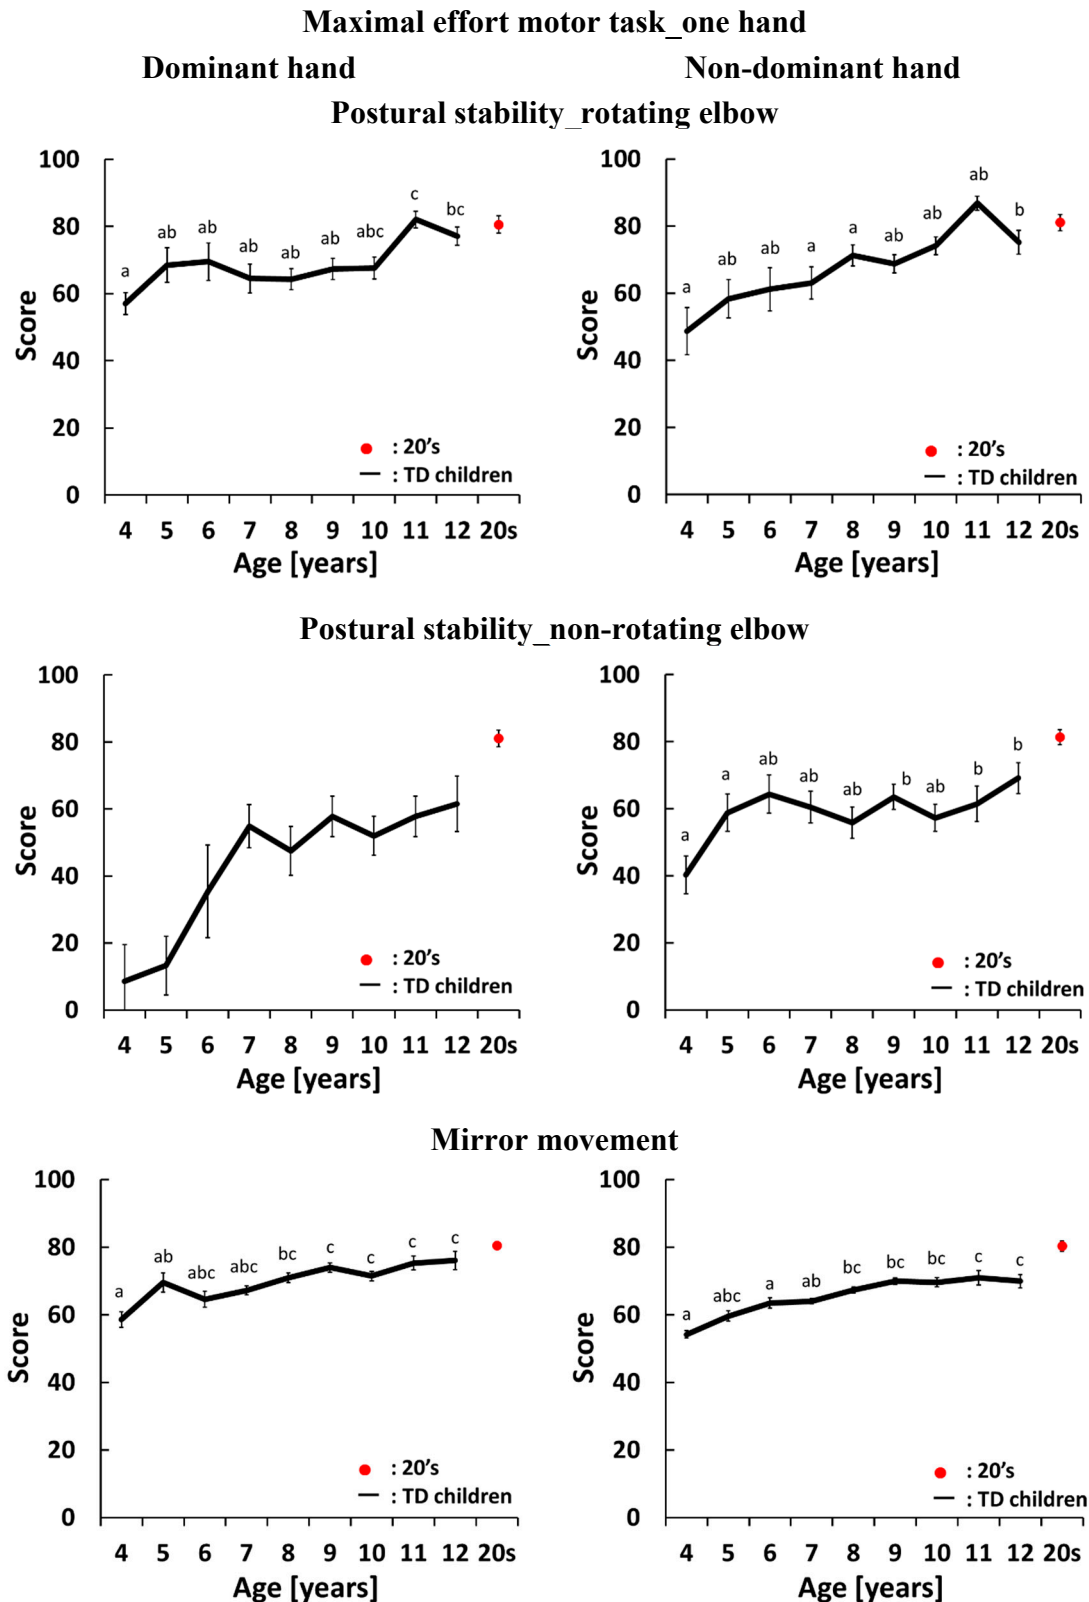 Maximal effort motor task_one hand
Dominant hand
Non-dominant hand
Postural stability_rotating elbow
100
80
60
40
20
0
Score
a
ab
ab
ab
ab
ab
abc
c
bc
: 20's
: TD children
4 5 6 7 8 9 10 11 12 20s
Age [years]
100
80
60
40
20
0
Score
a
ab
ab
a
a
ab
ab
ab
b
: 20's
: TD children
4 5 6 7 8 9 10 11 12 20s
Age [years]
Postural stability_non-rotating elbow
100
80
60
40
20
0
Score
: 20's
: TD children
4 5 6 7 8 9 10 11 12 20s
Age [years]
100
80
60
40
20
0
Score
a
a
ab
ab
ab
b
ab
b
b
: 20's
: TD children
4 5 6 7 8 9 10 11 12 20s
Age [years]
Mirror movement
100
80
60
40
20
0
Score
a
ab
abc
abc
bc
c
c
c
c
: 20's
: TD children
4 5 6 7 8 9 10 11 12 20s
Age [years]
100
80
60
40
20
0
Score
a
abc
a
ab
bc
bc
bc
c
c
: 20's
: TD children
4 5 6 7 8 9 10 11 12 20s
Age [years]